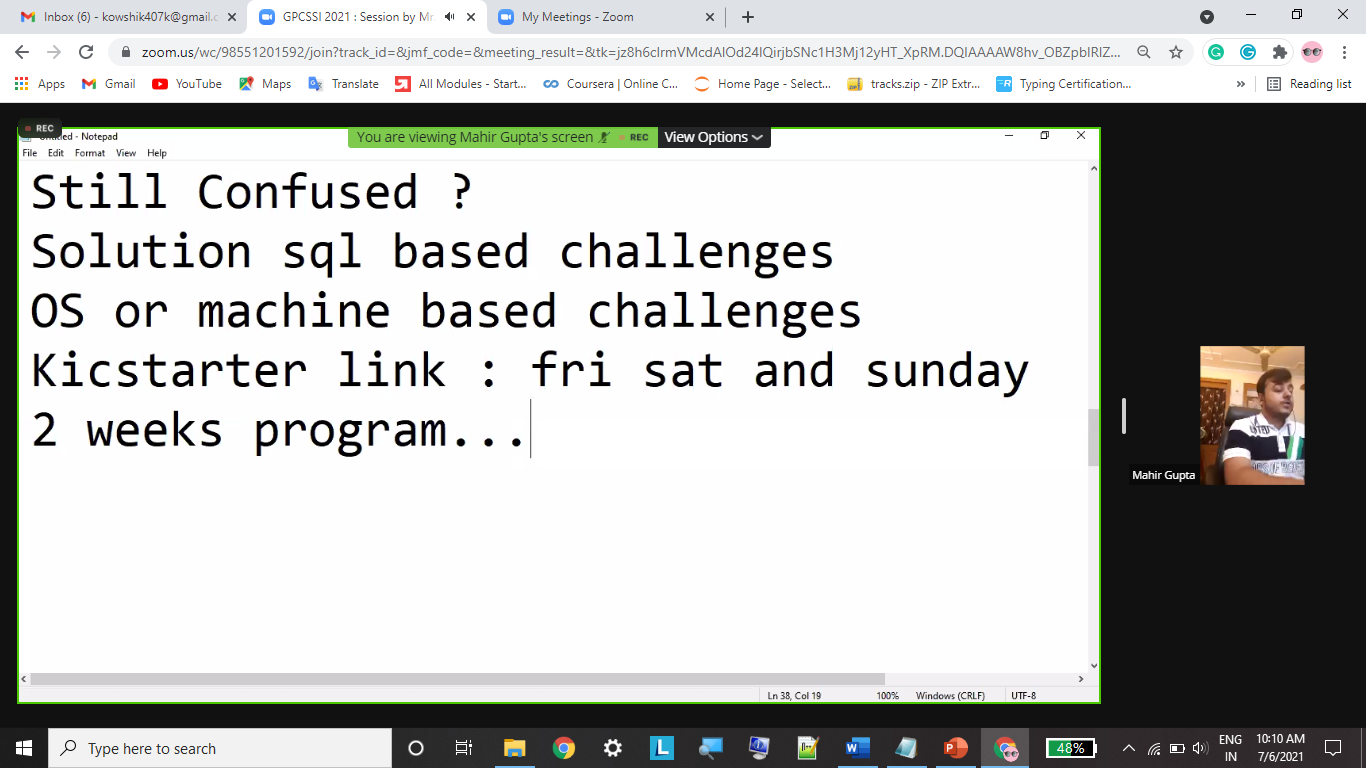 Inbox (6) - kowshik407k@gmail.c
GPCSSI 2021 : Session by Mr.
My Meetings - Zoom
zoom.us/wc/98551201592/join?track_id=&jmf_code=&meeting_result=&tk=
Apps
Gmail
YouTube
Maps
Translate
All Modules - Start...
Coursera | Online C...
Home Page - Select...
tracks.zip - ZIP Extr...
Typing Certification...
»
Reading list
REC
Untitled - Notepad
You are viewing Mahir Gupta's screen
REC
View Options
File Edit Format View Help
Still Confused ?
Solution sql based challenges
OS or machine based challenges
Kicstarter link : fri sat and sunday
2 weeks program...
Mahir Gupta
Ln 38, Col 19
100%
Windows (CRLF)
UTF-8
Type here to search
L
48%
ENG
IN
10:10 AM
7/6/2021